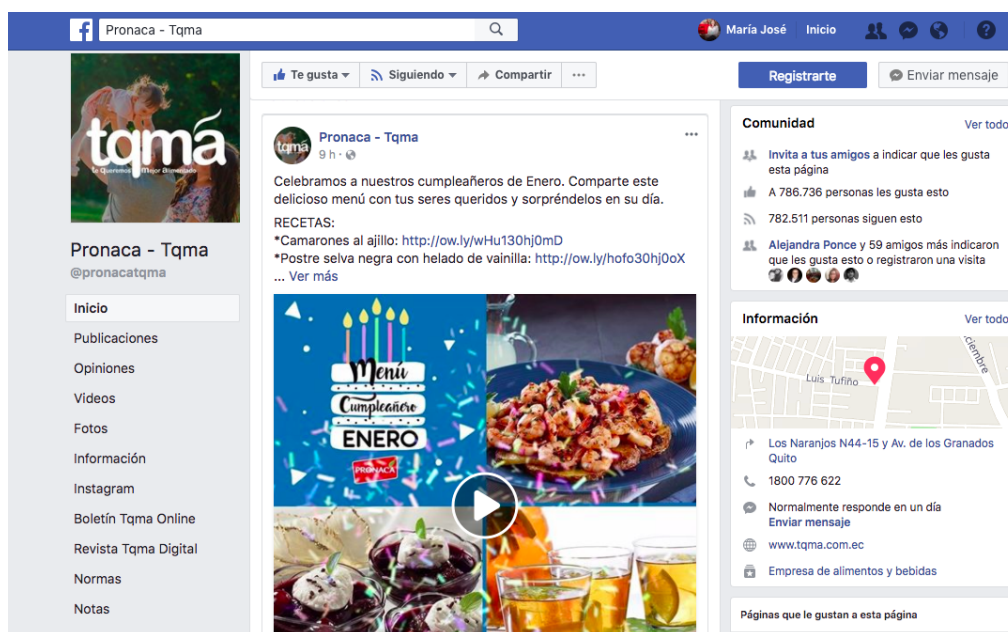 Pronaca - Tqma
María José
Inicio
Te gusta
Siguiendo
Compartir
Registrarte
Enviar mensaje
tqmá
Te Queremos Mejor Alimentado
Pronaca - Tqma
@pronacatqma
Inicio
Publicaciones
Opiniones
Videos
Fotos
Información
Instagram
Boletín Tqma Online
Revista Tqma Digital
Normas
Notas
tqmá
Pronaca - Tqma
9 h ·
Celebramos a nuestros cumpleañeros de Enero. Comparte este
delicioso menú con tus seres queridos y sorpréndelos en su día.
RECETAS:
*Camarones al ajillo: http://ow.ly/wHu130hj0mD
*Postre selva negra con helado de vainilla: http://ow.ly/hofo30hj0oX
... Ver más
Menú
Cumpleañero
ENERO
PRONACA
Comunidad
Ver todo
Invita a tus amigos a indicar que les gusta
esta página
A 786.736 personas les gusta esto
782.511 personas siguen esto
Alejandra Ponce y 59 amigos más indicaron
que les gusta esto o registraron una visita
Información
Ver todo
Luis Tufiño
ciembre
Los Naranjos N44-15 y Av. de los Granados
Quito
1800 776 622
Normalmente responde en un día
Enviar mensaje
www.tqma.com.ec
Empresa de alimentos y bebidas
Páginas que le gustan a esta página